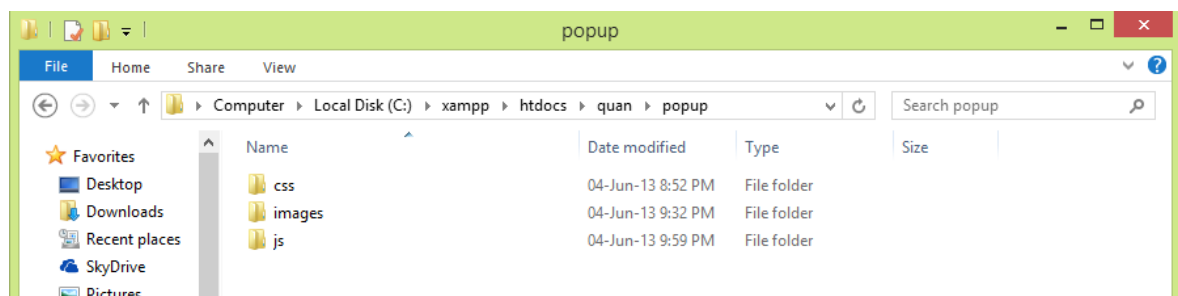 popup
File Home Share View
Computer Local Disk (C:) xampp htdocs quan popup Search popup
Favorites Name Date modified Type Size
Desktop css 04-Jun-13 8:52 PM File folder
Downloads images 04-Jun-13 9:32 PM File folder
Recent places js 04-Jun-13 9:59 PM File folder
SkyDrive
Pictures